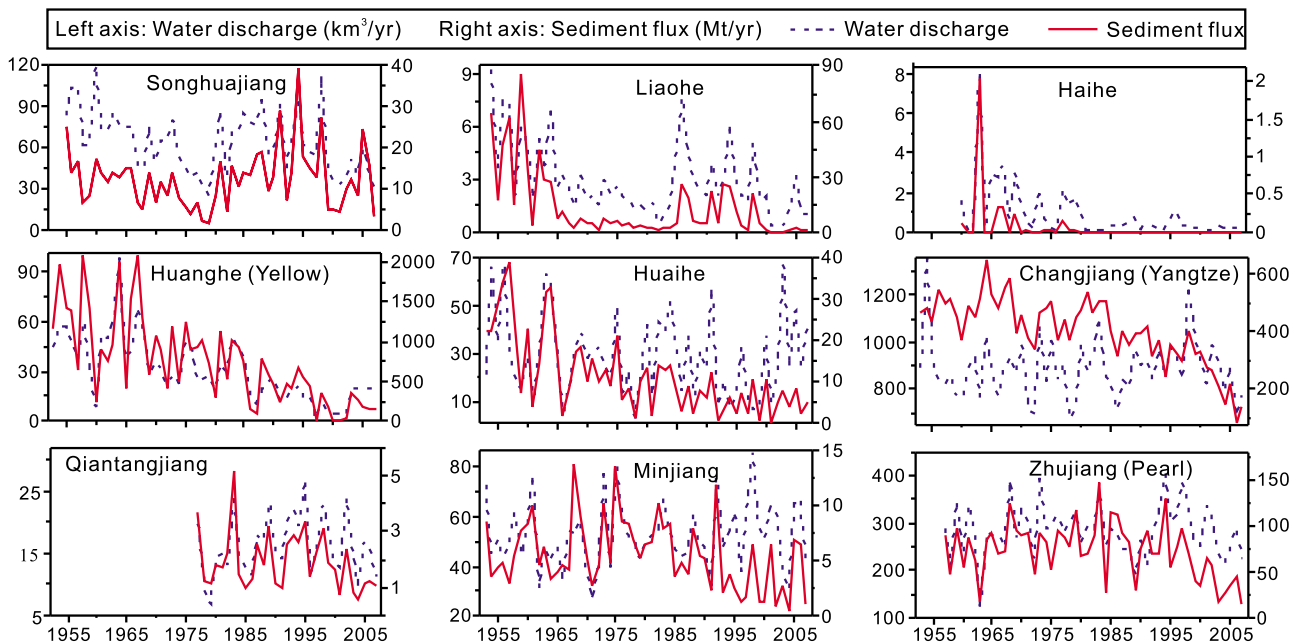 Left axis: Water discharge (km³/yr) Right axis: Sediment flux (Mt/yr) Water discharge Sediment flux
120 90 60 30 0
Songhuajiang
40 30 20 10 0
9 6 3 0
Liaohe
90 60 30 0
8 6 4 2 0
Haihe
2 1.5 1 0.5 0
90 60 30 0
Huanghe (Yellow)
2000 1500 1000 500 0
70 50 30 10
Huaihe
40 30 20 10 0
1200 1000 800
Changjiang (Yangtze)
600 400 200
25 15 5
Qiantangjiang
5 4 3 2 1
1955 1965 1975 1985 1995 2005
80 60 50 40 20
Minjiang
15 10 5 0
1955 1965 1975 1985 1995 2005
400 300 250 200 100
Zhujiang (Pearl)
150 100 75 50 0
1955 1965 1975 1985 1995 2005